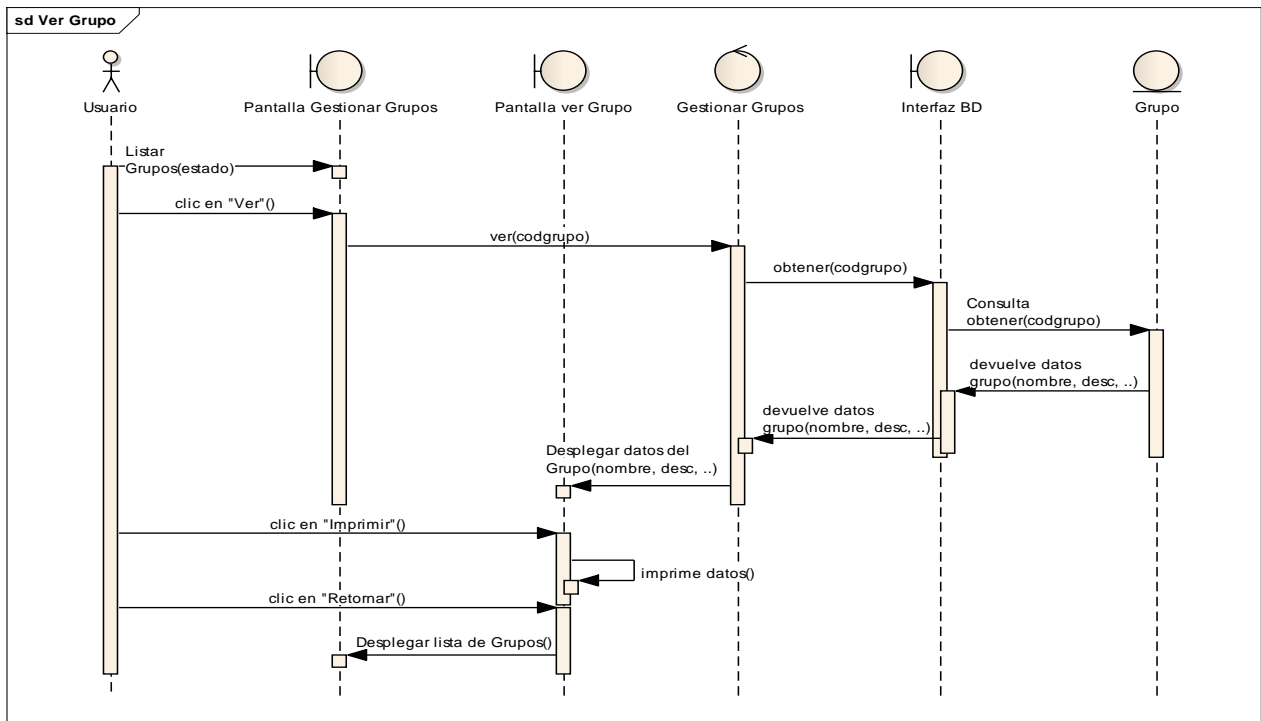 sd Ver Grupo
Usuario
Pantalla Gestionar Grupos
Pantalla ver Grupo
Gestionar Grupos
Interfaz BD
Grupo
Listar
Grupos(estado)
clic en "Ver"()
ver(codgrupo)
obtener(codgrupo)
Consulta
obtener(codgrupo)
devuelve datos
grupo(nombre, desc, ..)
devuelve datos
grupo(nombre, desc, ..)
Desplegar datos del
Grupo(nombre, desc, ..)
clic en "Imprimir"()
imprime datos()
clic en "Retornar"()
Desplegar lista de Grupos()